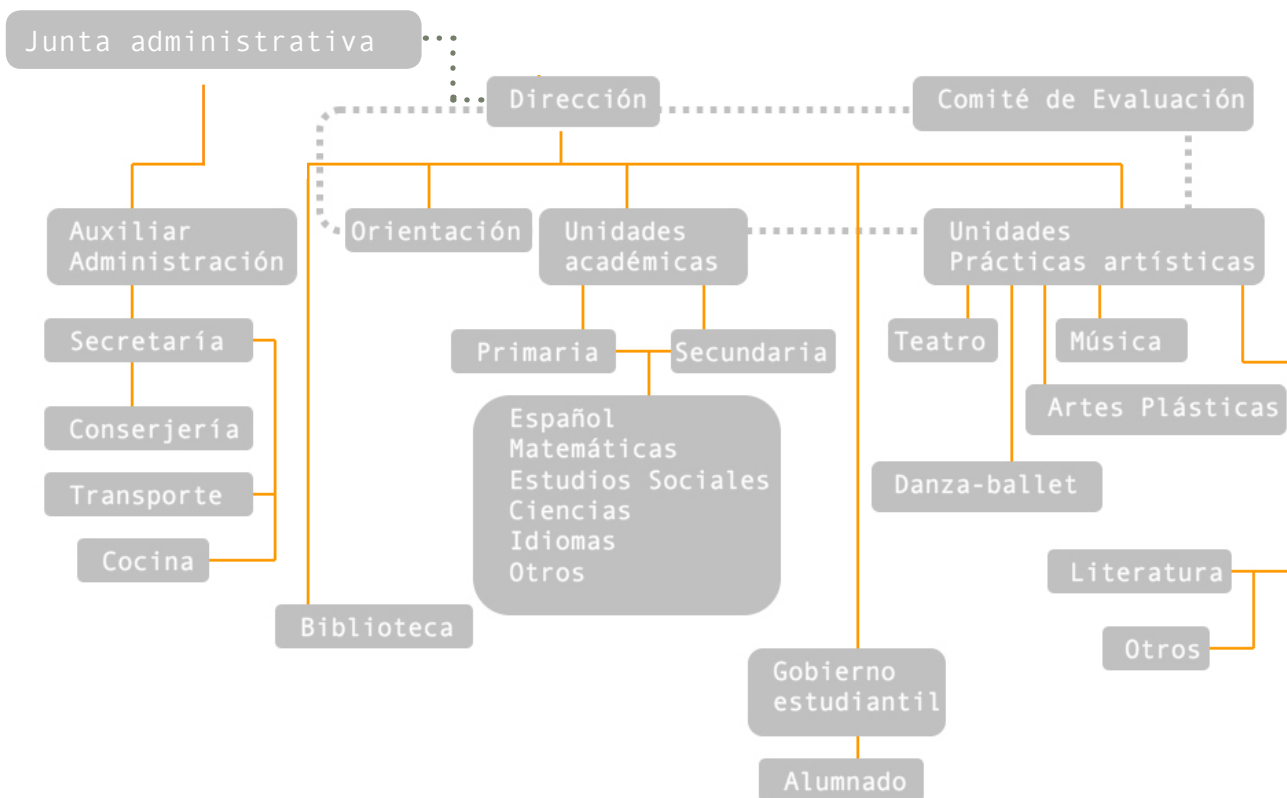 Junta administrativa
Dirección
Comité de Evaluación
Auxiliar
Administración
Orientación
Unidades
académicas
Unidades
Prácticas artísticas
Secretaría
Primaria
Secundaria
Teatro
Música
Conserjería
Artes Plásticas
Español
Matemáticas
Estudios Sociales
Ciencias
Idiomas
Otros
Transporte
Danza-ballet
Cocina
Literatura
Biblioteca
Otros
Gobierno
estudiantil
Alumnado